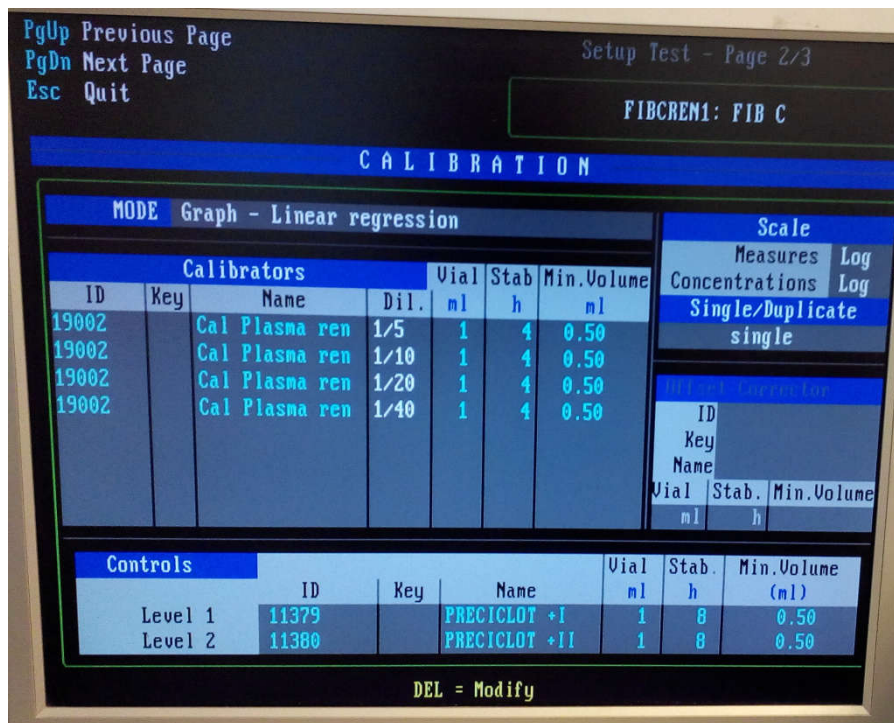 PgUp Previous Page
PgDn Next Page
Esc Quit
Setup Test - Page 2/3
FIBCREN1: FIB C
CALIBRATION
MODE Graph - Linear regression
Scale
Measures Log
Concentrations Log
Single/Duplicate
single
Calibrators Vial Stab Min.Volume
ID Key Name Dil. ml h ml
19002 Cal Plasma ren 1/5 1 4 0.50
19002 Cal Plasma ren 1/10 1 4 0.50
19002 Cal Plasma ren 1/20 1 4 0.50
19002 Cal Plasma ren 1/40 1 4 0.50
Offset Corrector
ID
Key
Name
Vial Stab. Min.Volume
ml h
Controls Vial Stab. Min.Volume
ID Key Name ml h (ml)
Level 1 11379 PRECICLOT +I 1 8 0.50
Level 2 11380 PRECICLOT +II 1 8 0.50
DEL = Modify